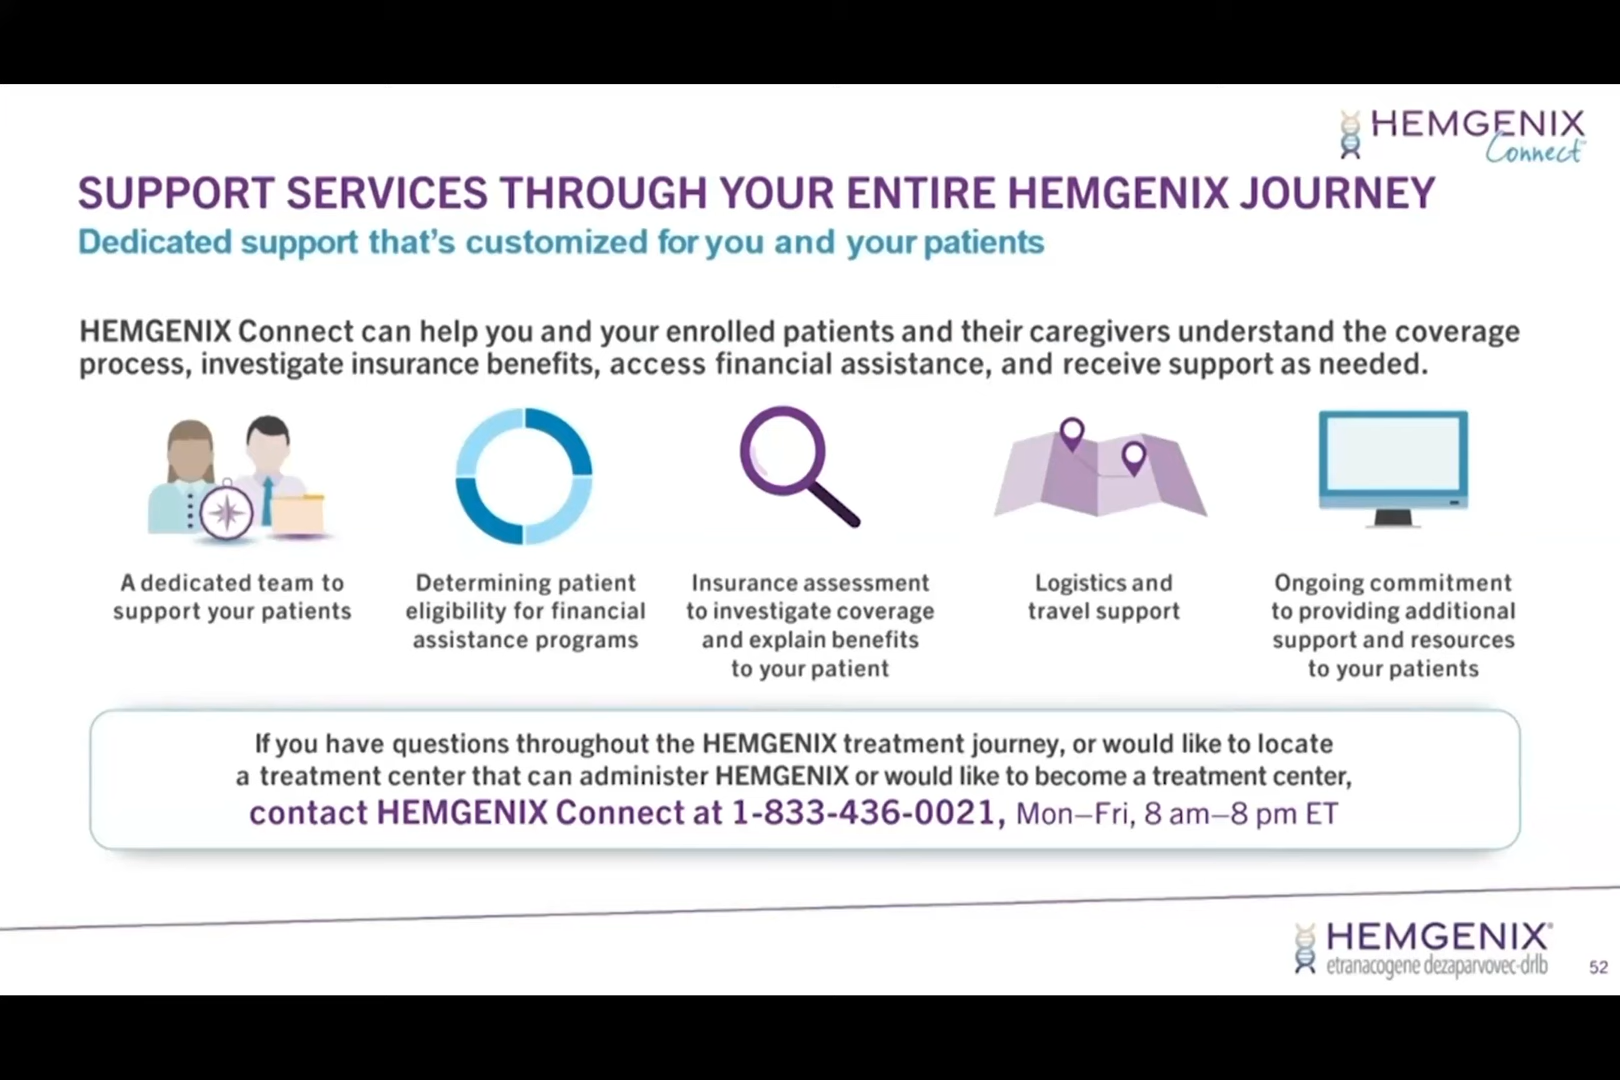 HEMGENIX
Connect™
SUPPORT SERVICES THROUGH YOUR ENTIRE HEMGENIX JOURNEY
Dedicated support that's customized for you and your patients
HEMGENIX Connect can help you and your enrolled patients and their caregivers understand the coverage
process, investigate insurance benefits, access financial assistance, and receive support as needed.
A dedicated team to
support your patients
Determining patient
eligibility for financial
assistance programs
Insurance assessment
to investigate coverage
and explain benefits
to your patient
Logistics and
travel support
Ongoing commitment
to providing additional
support and resources
to your patients
If you have questions throughout the HEMGENIX treatment journey, or would like to locate
a treatment center that can administer HEMGENIX or would like to become a treatment center,
contact HEMGENIX Connect at 1-833-436-0021, Mon–Fri, 8 am–8 pm ET
HEMGENIX®
etranacogene dezaparvovec-drlb
52